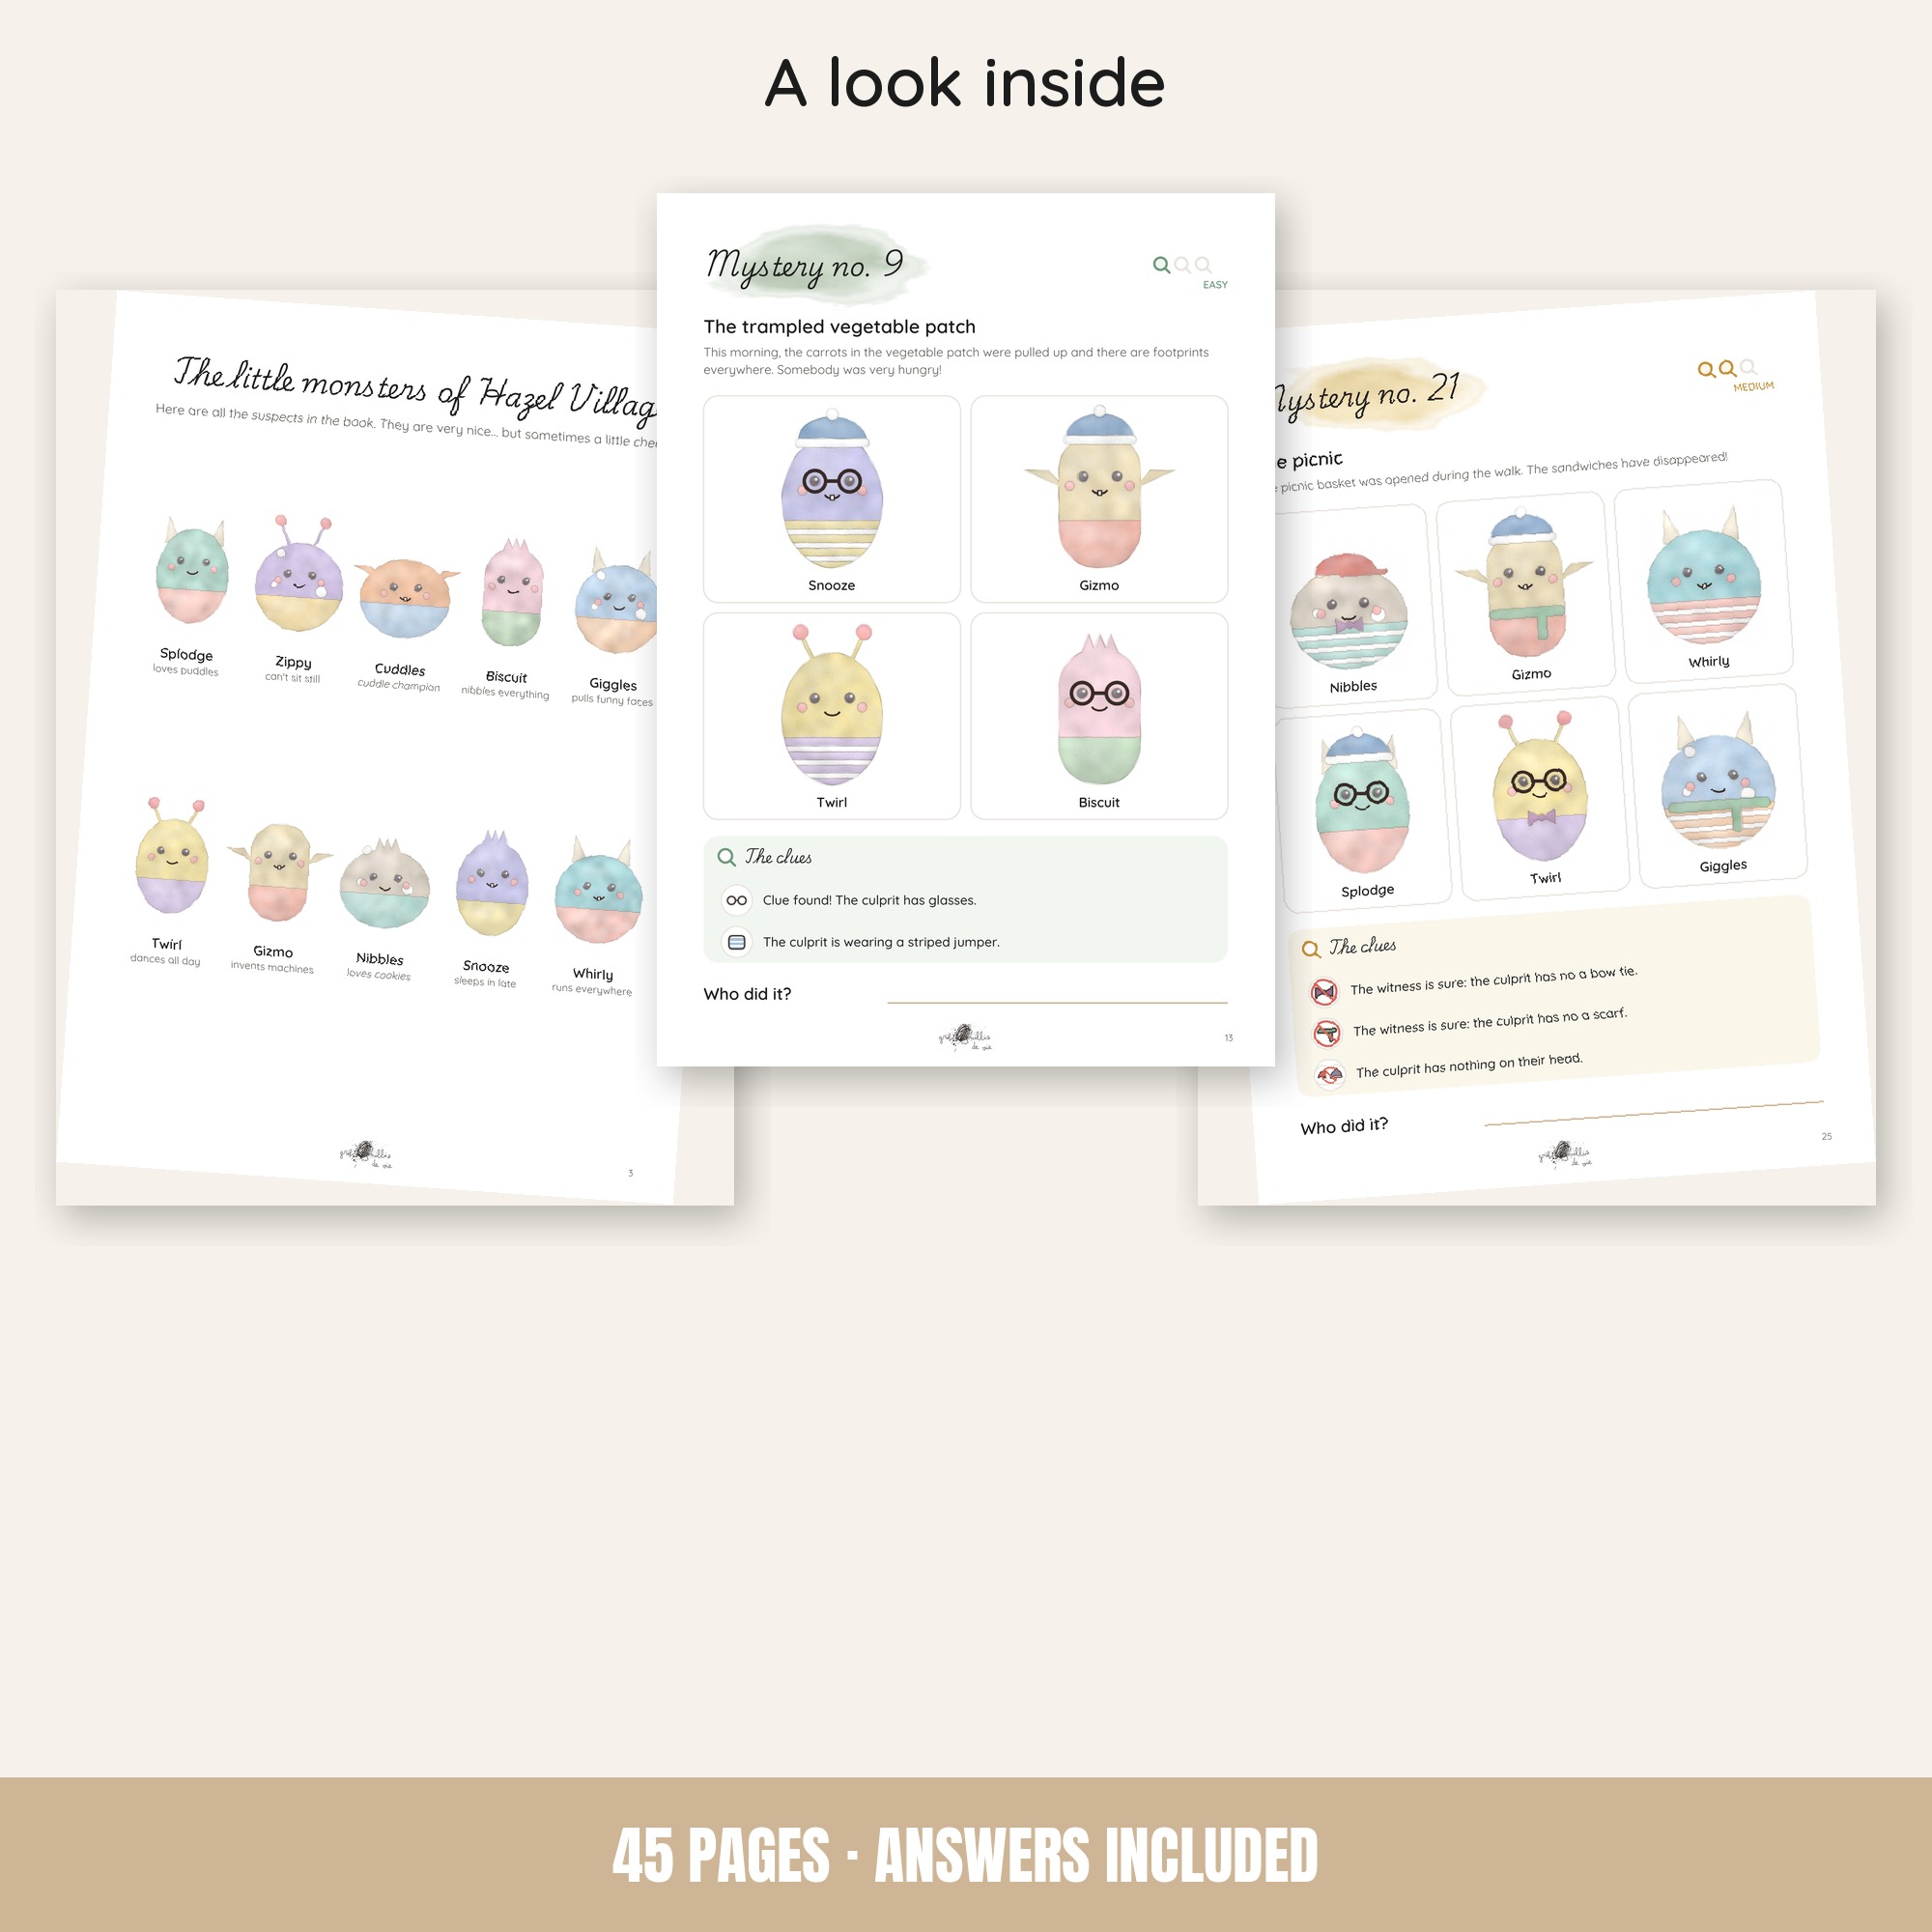 A look inside
The little monsters of Hazel
Here are all the suspects in the book. They are very nice... but sometimes a little
Splodge
loves puddles
Zippy
can't sit still
Cuddles
cuddle champion
Biscuit
nibbles everything
Giggles
pulls funny faces
Twirl
dances all day
Gizmo
invents machines
Nibbles
loves cookies
Snooze
sleeps in late
Whirly
runs everywhere
3
Mystery no. 9
EASY
The trampled vegetable patch
This morning, the carrots in the vegetable patch were pulled up and there are footprints
everywhere. Somebody was very hungry!
Snooze
Gizmo
Twirl
Biscuit
The clues
Clue found! The culprit has glasses.
The culprit is wearing a striped jumper.
Who did it?
13
Mystery no. 21
MEDIUM
picnic
picnic basket was opened during the walk. The sandwiches have disappeared!
Nibbles
Gizmo
Whirly
Splodge
Twirl
Giggles
The clues
The witness is sure: the culprit has no a bow tie.
The witness is sure: the culprit has no a scarf.
The culprit has nothing on their head.
Who did it?
25
45 PAGES · ANSWERS INCLUDED